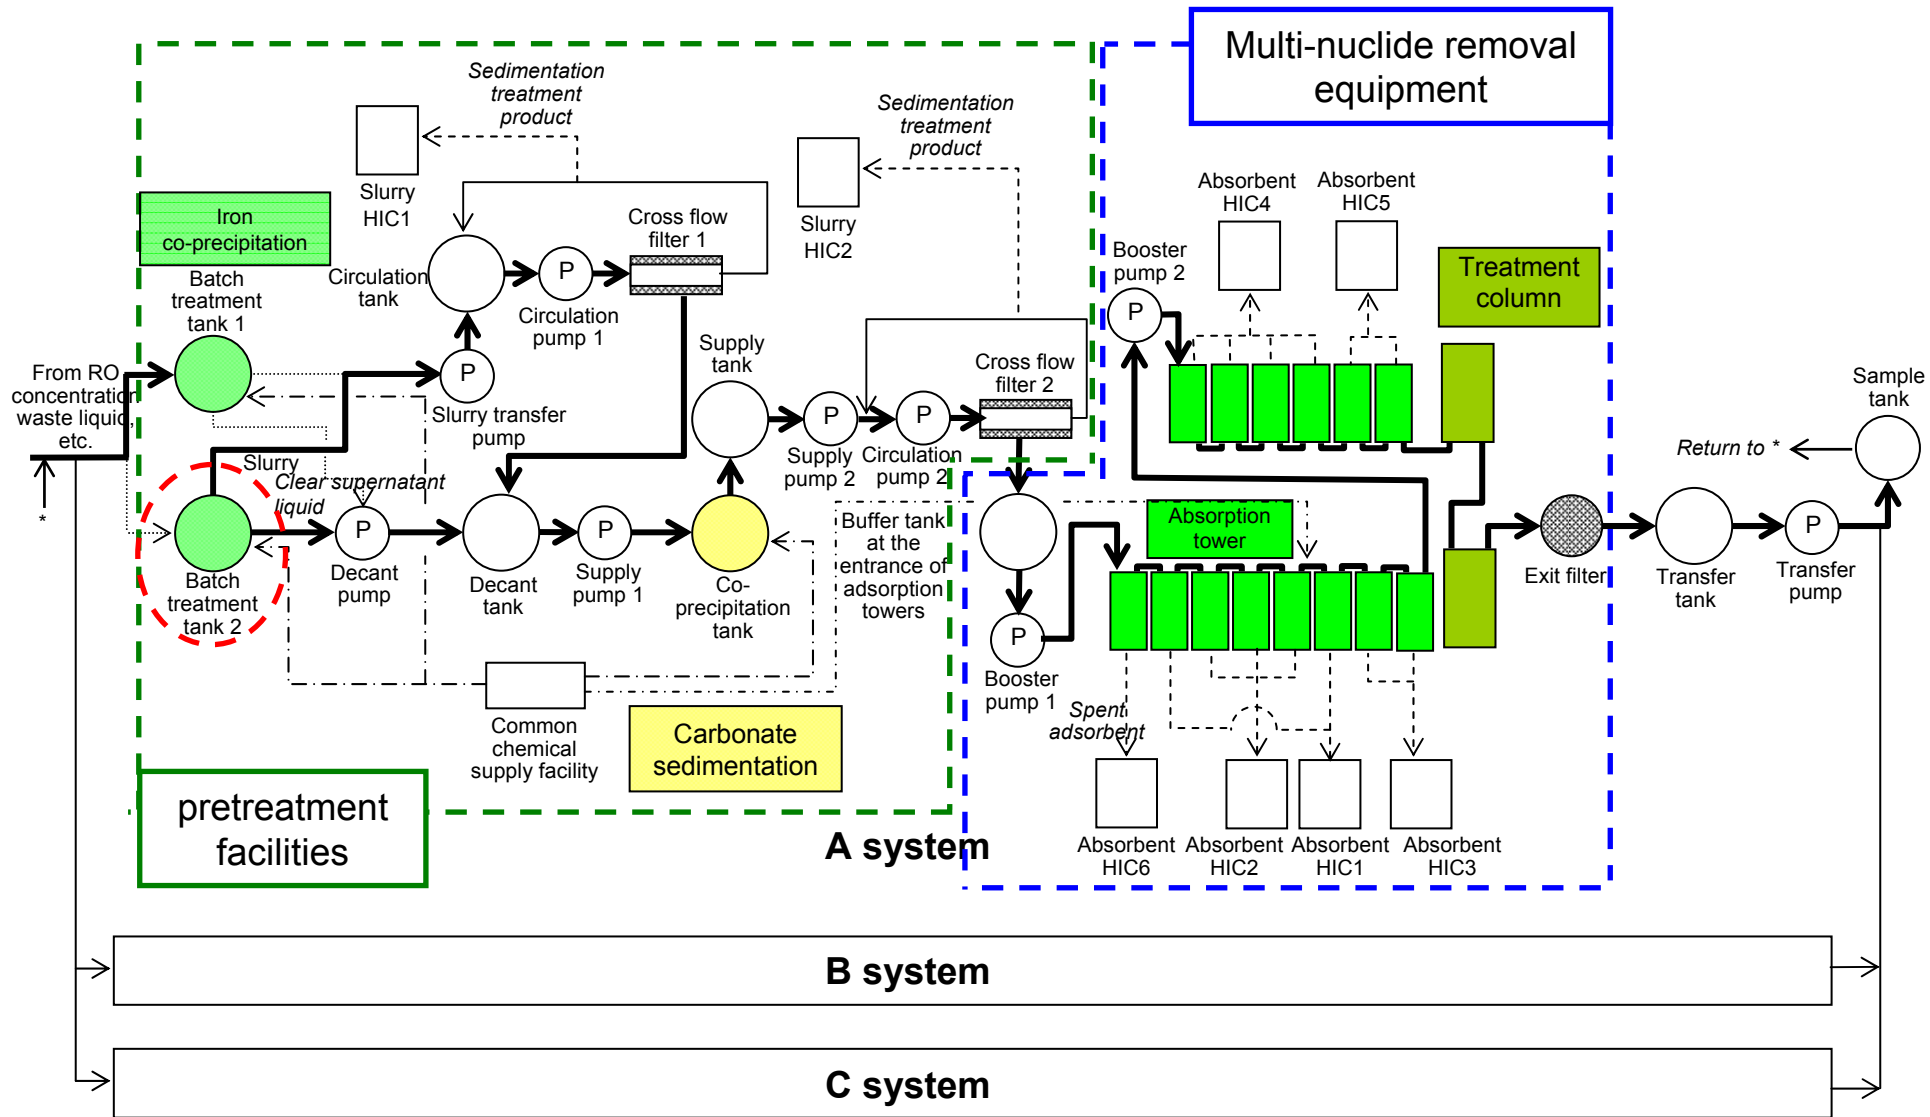 Multi-nuclide removal
equipment
Sedimentation
treatment
product
Sedimentation
treatment
product
Slurry
HIC1
Slurry
HIC2
Absorbent
HIC4
Absorbent
HIC5
Iron
co-precipitation
Cross flow
filter 1
Booster
pump 2
Treatment
column
Batch
treatment
tank 1
Circulation
tank
P
Circulation
pump 1
P
Supply
tank
Cross flow
filter 2
From RO
concentration
waste liquid,
etc.
P
Slurry transfer
pump
P
P
Sample
tank
Return to *
Supply
pump 2
Circulation
pump 2
Slurry
Clear supernatant
liquid
*
P
P
Absorption
tower
P
Batch
treatment
tank 2
Decant
pump
Decant
tank
Supply
pump 1
Co-
precipitation
tank
Buffer tank
at the
entrance of
adsorption
towers
Exit filter
Transfer
tank
Transfer
pump
P
Booster
pump 1
Spent
adsorbent
Common
chemical
supply facility
Carbonate
sedimentation
pretreatment
facilities
A system
Absorbent
HIC6
Absorbent
HIC2
Absorbent
HIC1
Absorbent
HIC3
B system
C system